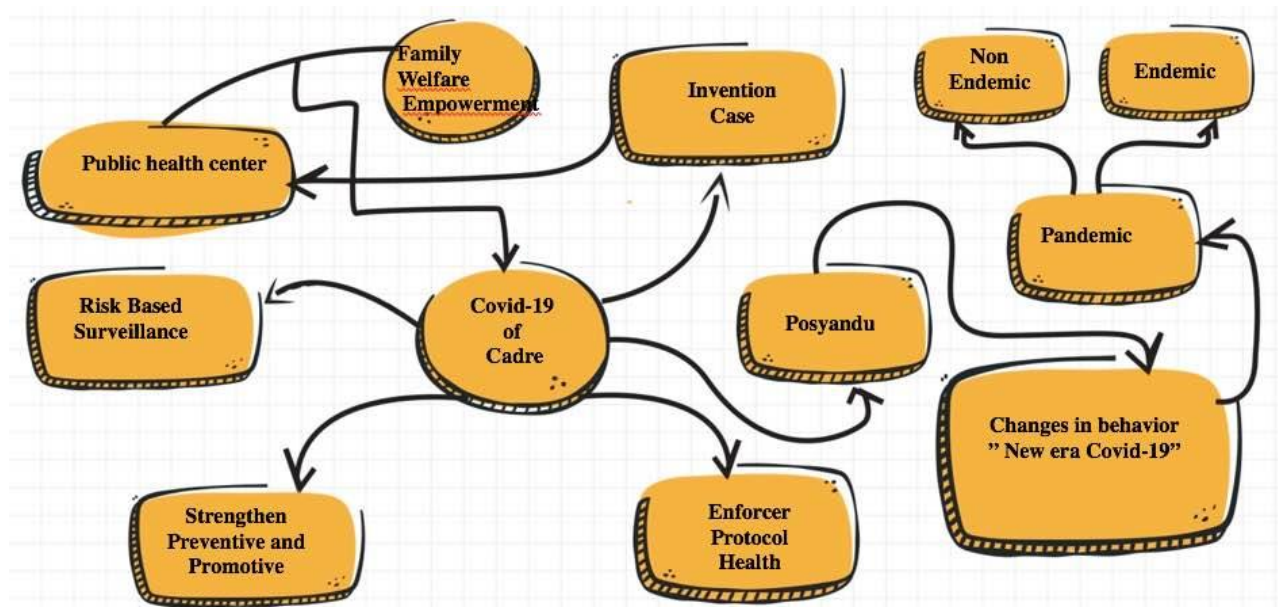 Family
Welfare
Empowerment
Invention
Case
Non
Endemic
Endemic
Public health center
Pandemic
Risk Based
Surveillance
Covid-19
of
Cadre
Posyandu
Changes in behavior
” New era Covid-19”
Strengthen
Preventive and
Promotive
Enforcer
Protocol
Health